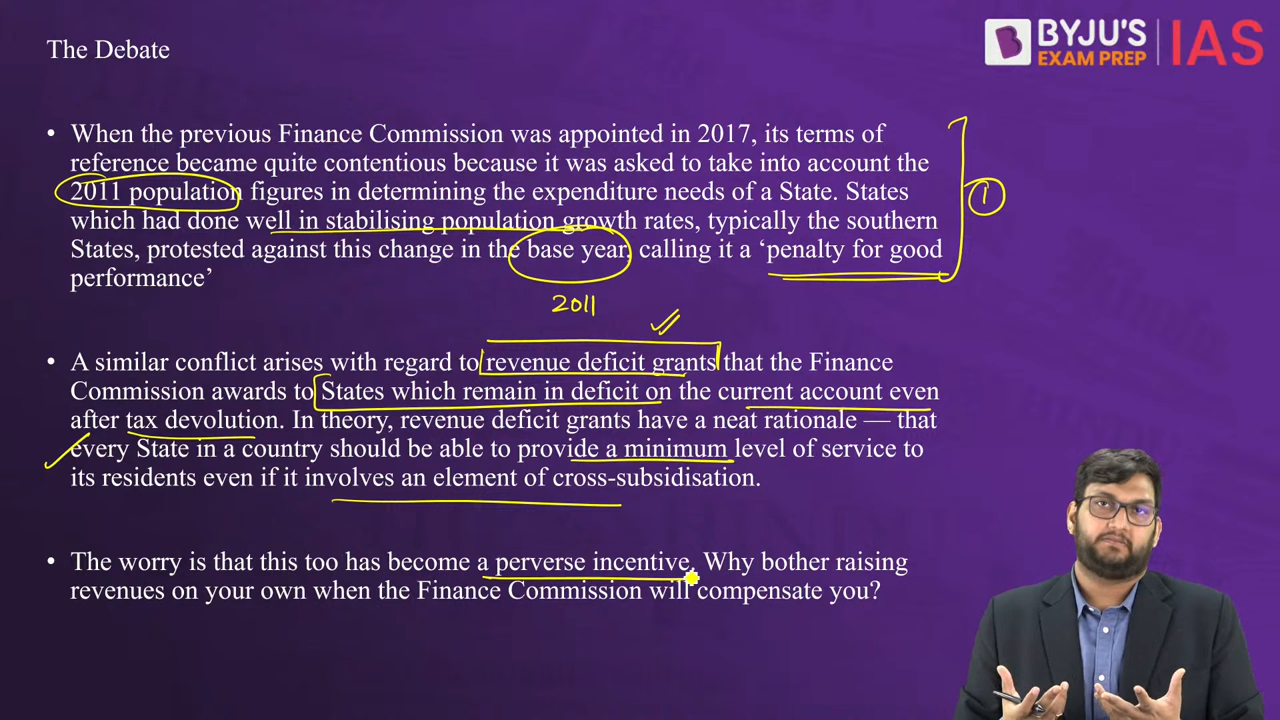 The Debate
BYJU'S
EXAM PREP
IAS
• When the previous Finance Commission was appointed in 2017, its terms of
reference became quite contentious because it was asked to take into account the
2011 population figures in determining the expenditure needs of a State. States
which had done well in stabilising population growth rates, typically the southern
States, protested against this change in the base year, calling it a ‘penalty for good
performance’
1
2011
• A similar conflict arises with regard to revenue deficit grants that the Finance
Commission awards to States which remain in deficit on the current account even
after tax devolution. In theory, revenue deficit grants have a neat rationale — that
every State in a country should be able to provide a minimum level of service to
its residents even if it involves an element of cross-subsidisation.
• The worry is that this too has become a perverse incentive. Why bother raising
revenues on your own when the Finance Commission will compensate you?